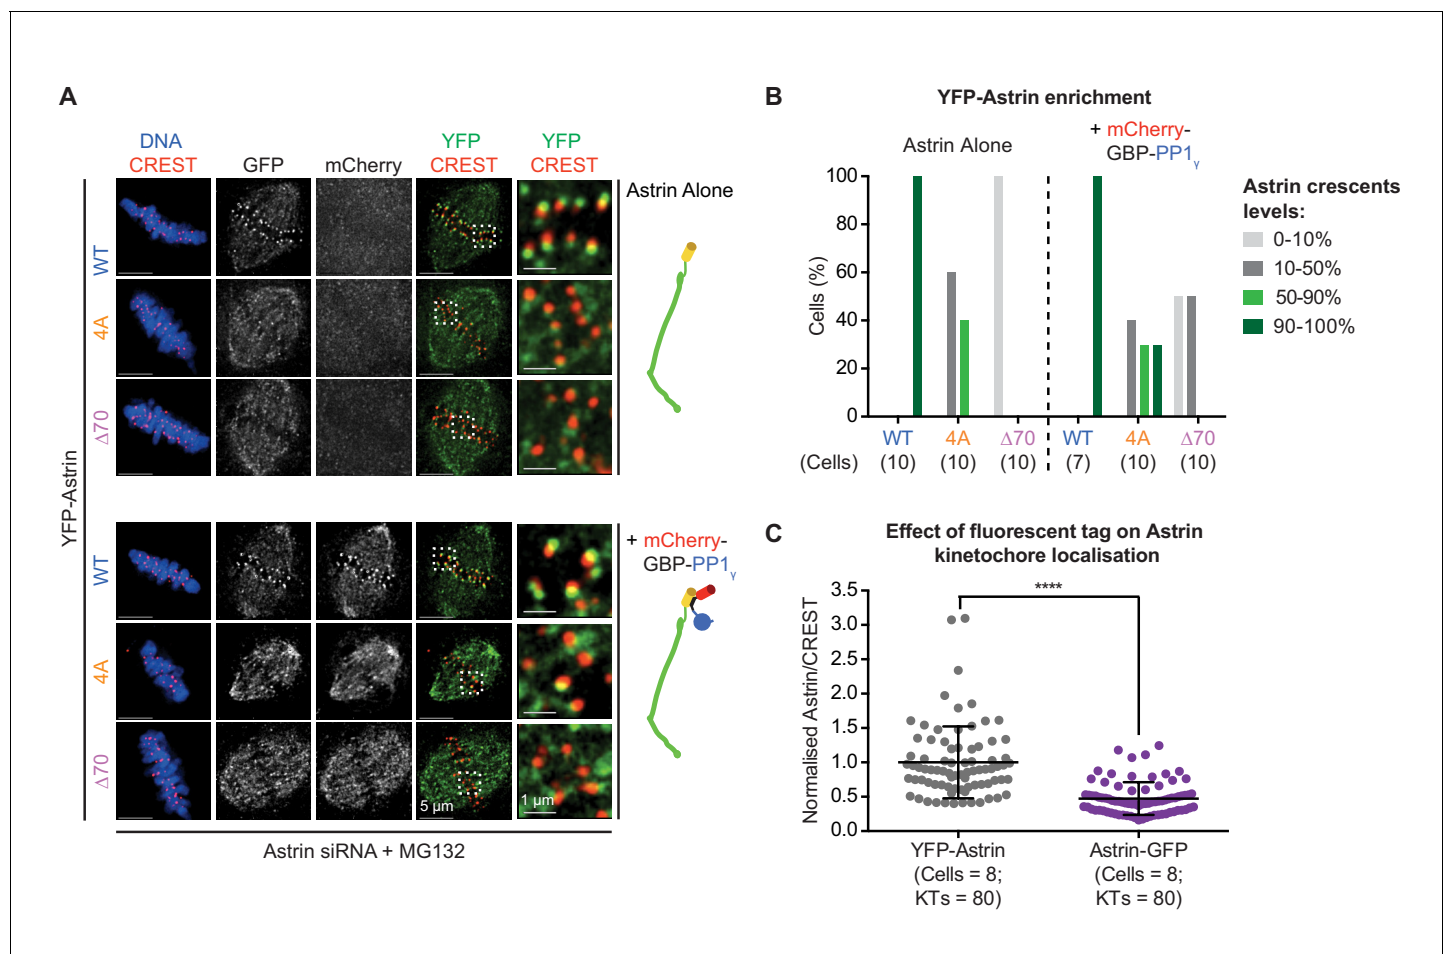 A
DNA
CREST
GFP
mCherry
YFP
CREST
YFP
CREST
YFP-Astrin
WT
4A
Δ70
Astrin Alone
WT
4A
Δ70
+ mCherry-
GBP-PP1γ
5 µm
1 µm
Astrin siRNA + MG132
B
YFP-Astrin enrichment
Astrin Alone
+ mCherry-
GBP-PP1γ
Cells (%)
100
80
60
40
20
0
WT 4A Δ70 WT 4A Δ70
(Cells) (10) (10) (10) (7) (10) (10)
Astrin crescents
levels:
0-10%
10-50%
50-90%
90-100%
C
Effect of fluorescent tag on Astrin
kinetochore localisation
****
Normalised Astrin/CREST
3.5
3.0
2.5
2.0
1.5
1.0
0.5
0.0
YFP-Astrin
(Cells = 8;
KTs = 80)
Astrin-GFP
(Cells = 8;
KTs = 80)